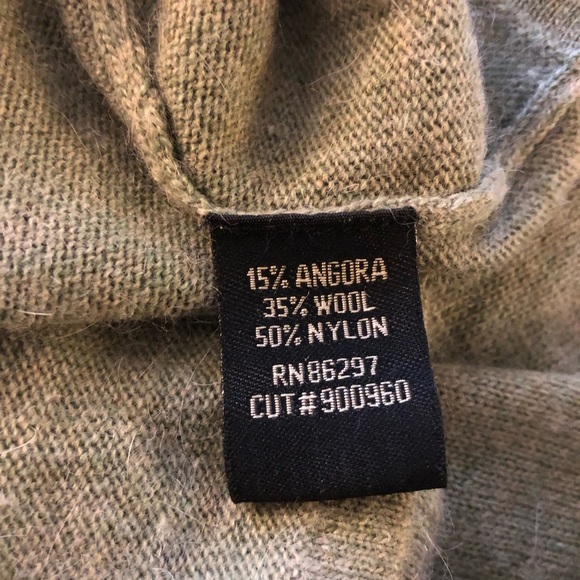 15% ANGORA
35% WOOL
50% NYLON
RN86297
CUT#900960